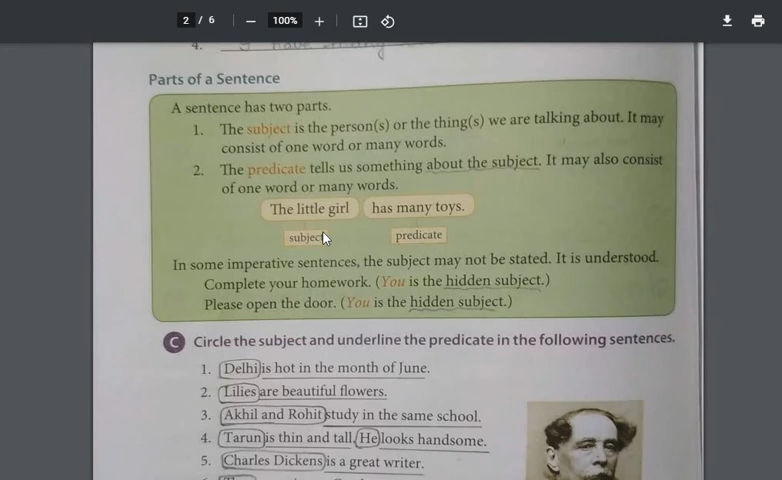 2 / 6
100%
4.
Parts of a Sentence
A sentence has two parts.
1. The subject is the person(s) or the thing(s) we are talking about. It may
consist of one word or many words.
2. The predicate tells us something about the subject. It may also consist
of one word or many words.
The little girl has many toys.
subject predicate
In some imperative sentences, the subject may not be stated. It is understood.
Complete your homework. (You is the hidden subject.)
Please open the door. (You is the hidden subject.)
C Circle the subject and underline the predicate in the following sentences.
1. Delhi is hot in the month of June.
2. Lilies are beautiful flowers.
3. Akhil and Rohit study in the same school.
4. Tarun is thin and tall. He looks handsome.
5. Charles Dickens is a great writer.